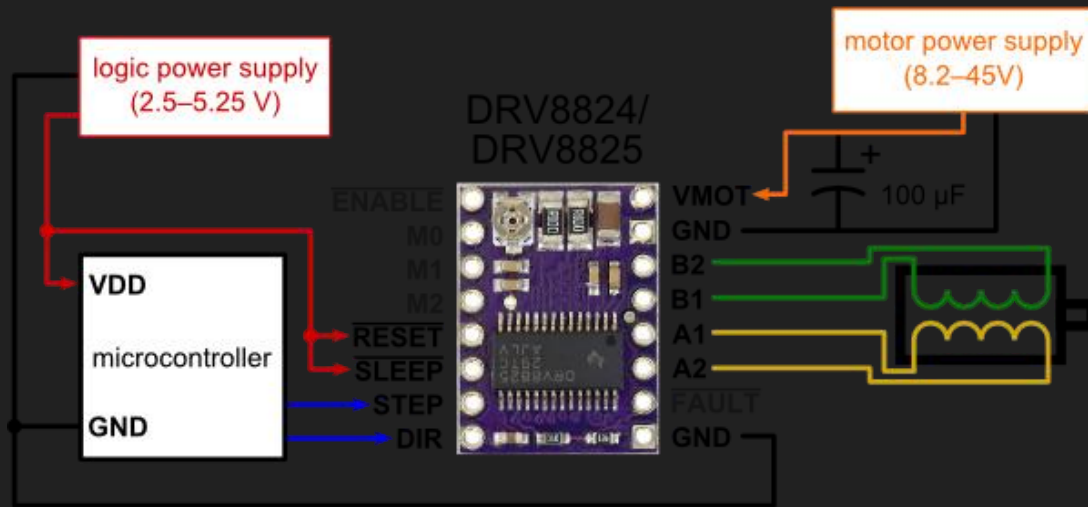 logic power supply
(2.5–5.25 V)
motor power supply
(8.2–45V)
DRV8824/
DRV8825
ENABLE
M0
M1
M2
RESET
SLEEP
STEP
DIR
VMOT
GND
B2
B1
A1
A2
FAULT
GND
+
100 µF
VDD
microcontroller
GND
DRV8825